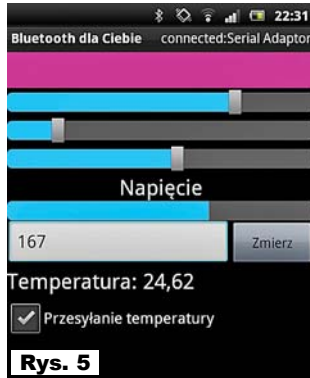 22:31
Bluetooth dla Ciebie connected:Serial Adaptor
Napięcie
167 Zmierz
Temperatura: 24,62
Przesyłanie temperatury
Rys. 5